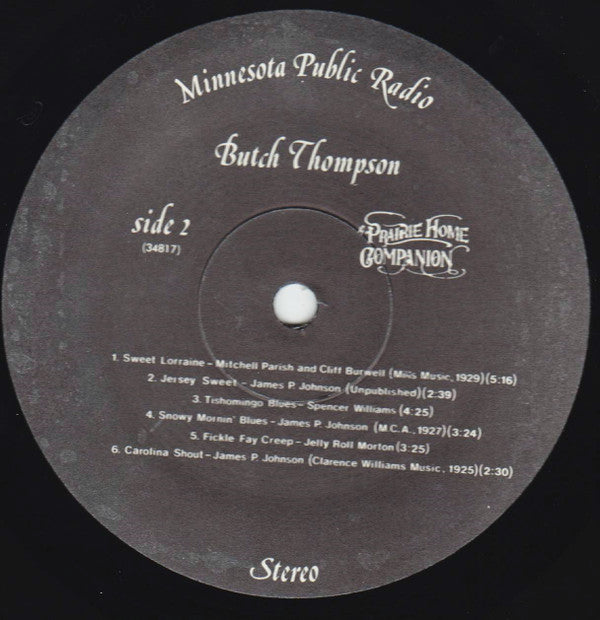 Minnesota Public Radio
Butch Thompson
side 2
(34817)
A PRAIRIE HOME
COMPANION
1. Sweet Lorraine – Mitchell Parish and Cliff Burwell (Mills Music, 1929)(5:16)
2. Jersey Sweet – James P. Johnson (Unpublished)(2:39)
3. Tishomingo Blues – Spencer Williams (4:25)
4. Snowy Mornin' Blues – James P. Johnson (M.C.A., 1927)(3:24)
5. Fickle Fay Creep – Jelly Roll Morton (3:25)
6. Carolina Shout – James P. Johnson (Clarence Williams Music, 1925)(2:30)
Stereo